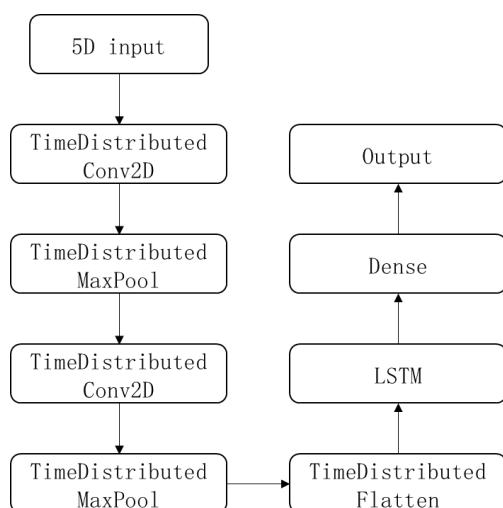 5D input
TimeDistributed
Conv2D
TimeDistributed
MaxPool
TimeDistributed
Conv2D
TimeDistributed
MaxPool
TimeDistributed
Flatten
LSTM
Dense
Output